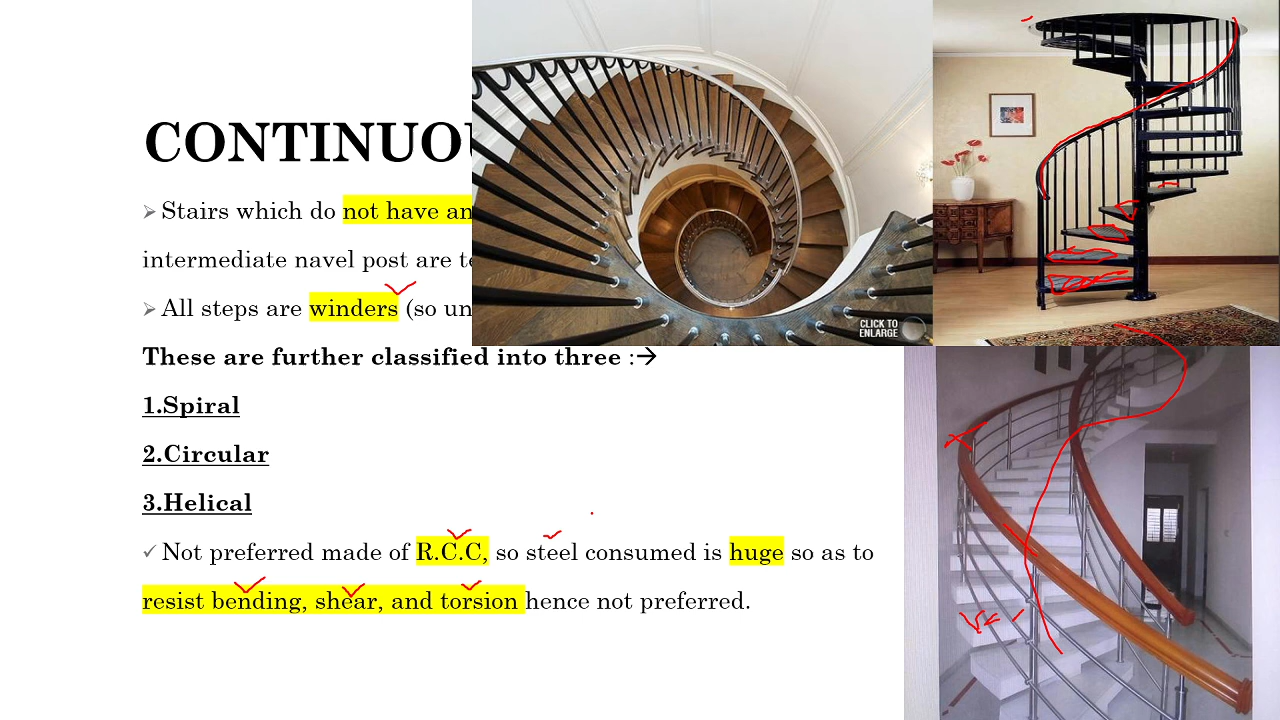 CONTINUO
➢ Stairs which do not have an
intermediate navel post are te
➢ All steps are winders (so un
These are further classified into three :→
1.Spiral
2.Circular
3.Helical
✓ Not preferred made of R.C.C, so steel consumed is huge so as to
resist bending, shear, and torsion hence not preferred.
CLICK TO
ENLARGE